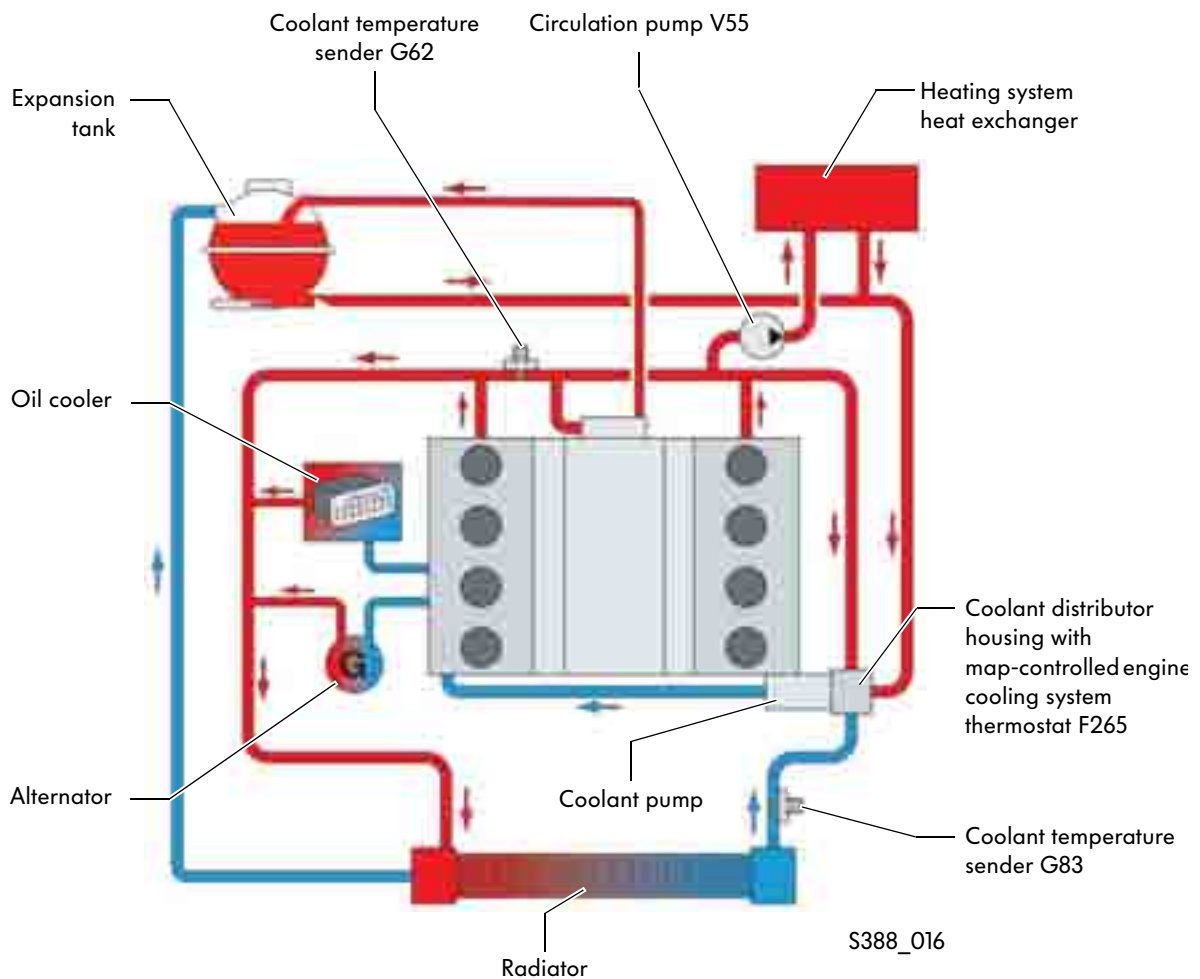 Coolant temperature
sender G62
Circulation pump V55
Expansion
tank
Heating system
heat exchanger
Oil cooler
G
Coolant distributor
housing with
map-controlled engine
cooling system
thermostat F265
Alternator
Coolant pump
Coolant temperature
sender G83
S388_016
Radiator